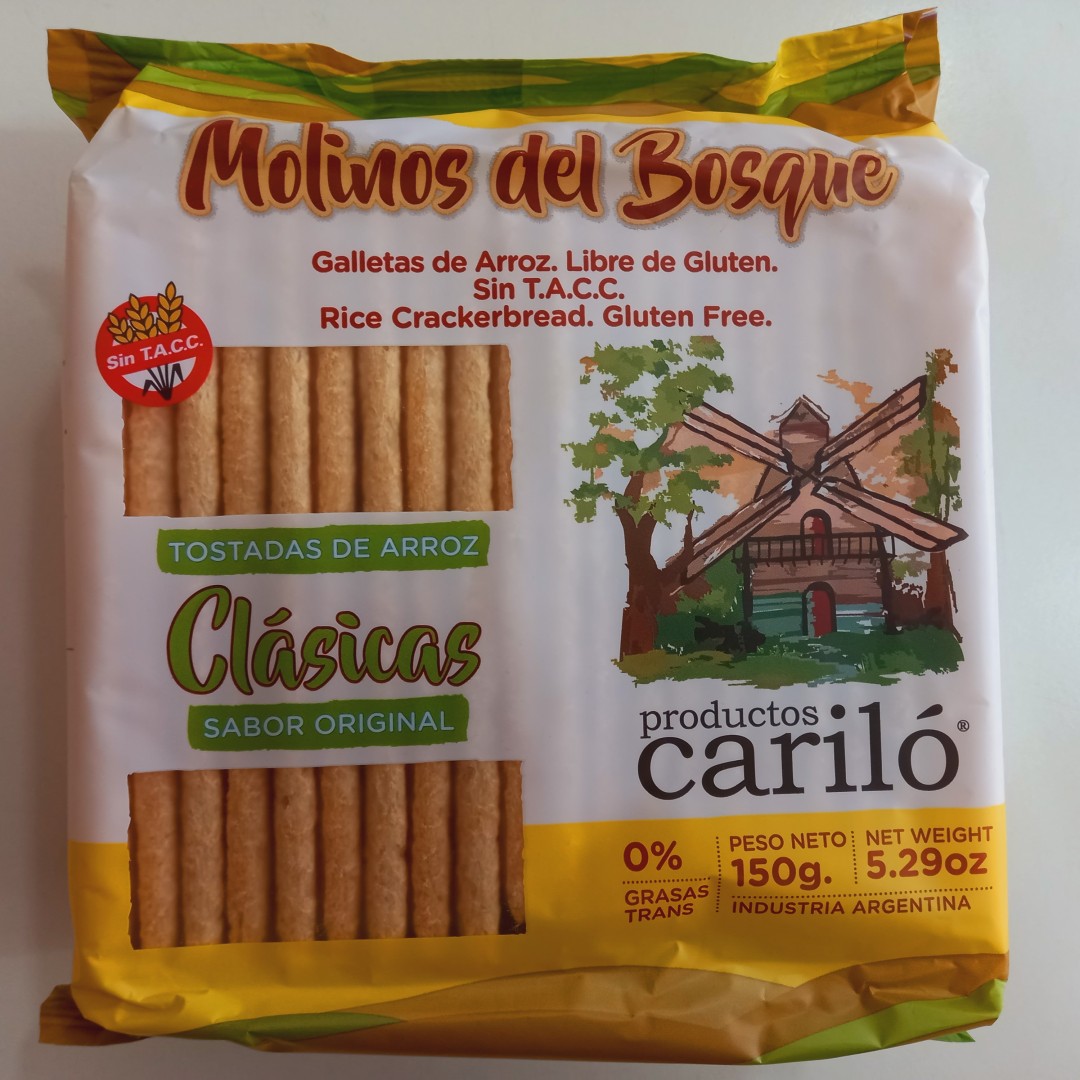 Molinos del Bosque
Galletas de Arroz. Libre de Gluten.
Sin T.A.C.C.
Rice Crackerbread. Gluten Free.
Sin T.A.C.C.
TOSTADAS DE ARROZ
Clásicas
SABOR ORIGINAL
productos
cariló®
0%
GRASAS
TRANS
PESO NETO
150g.
NET WEIGHT
5.29oz
INDUSTRIA ARGENTINA